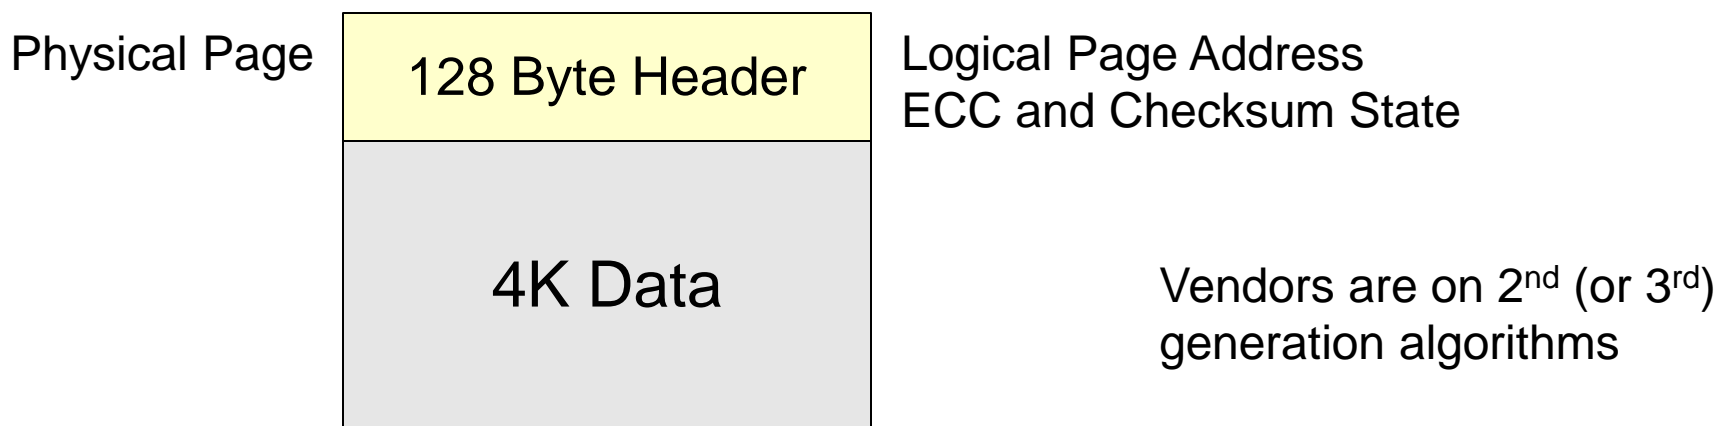 Physical Page
128 Byte Header
Logical Page Address
ECC and Checksum State
4K Data
Vendors are on 2nd (or 3rd)
generation algorithms